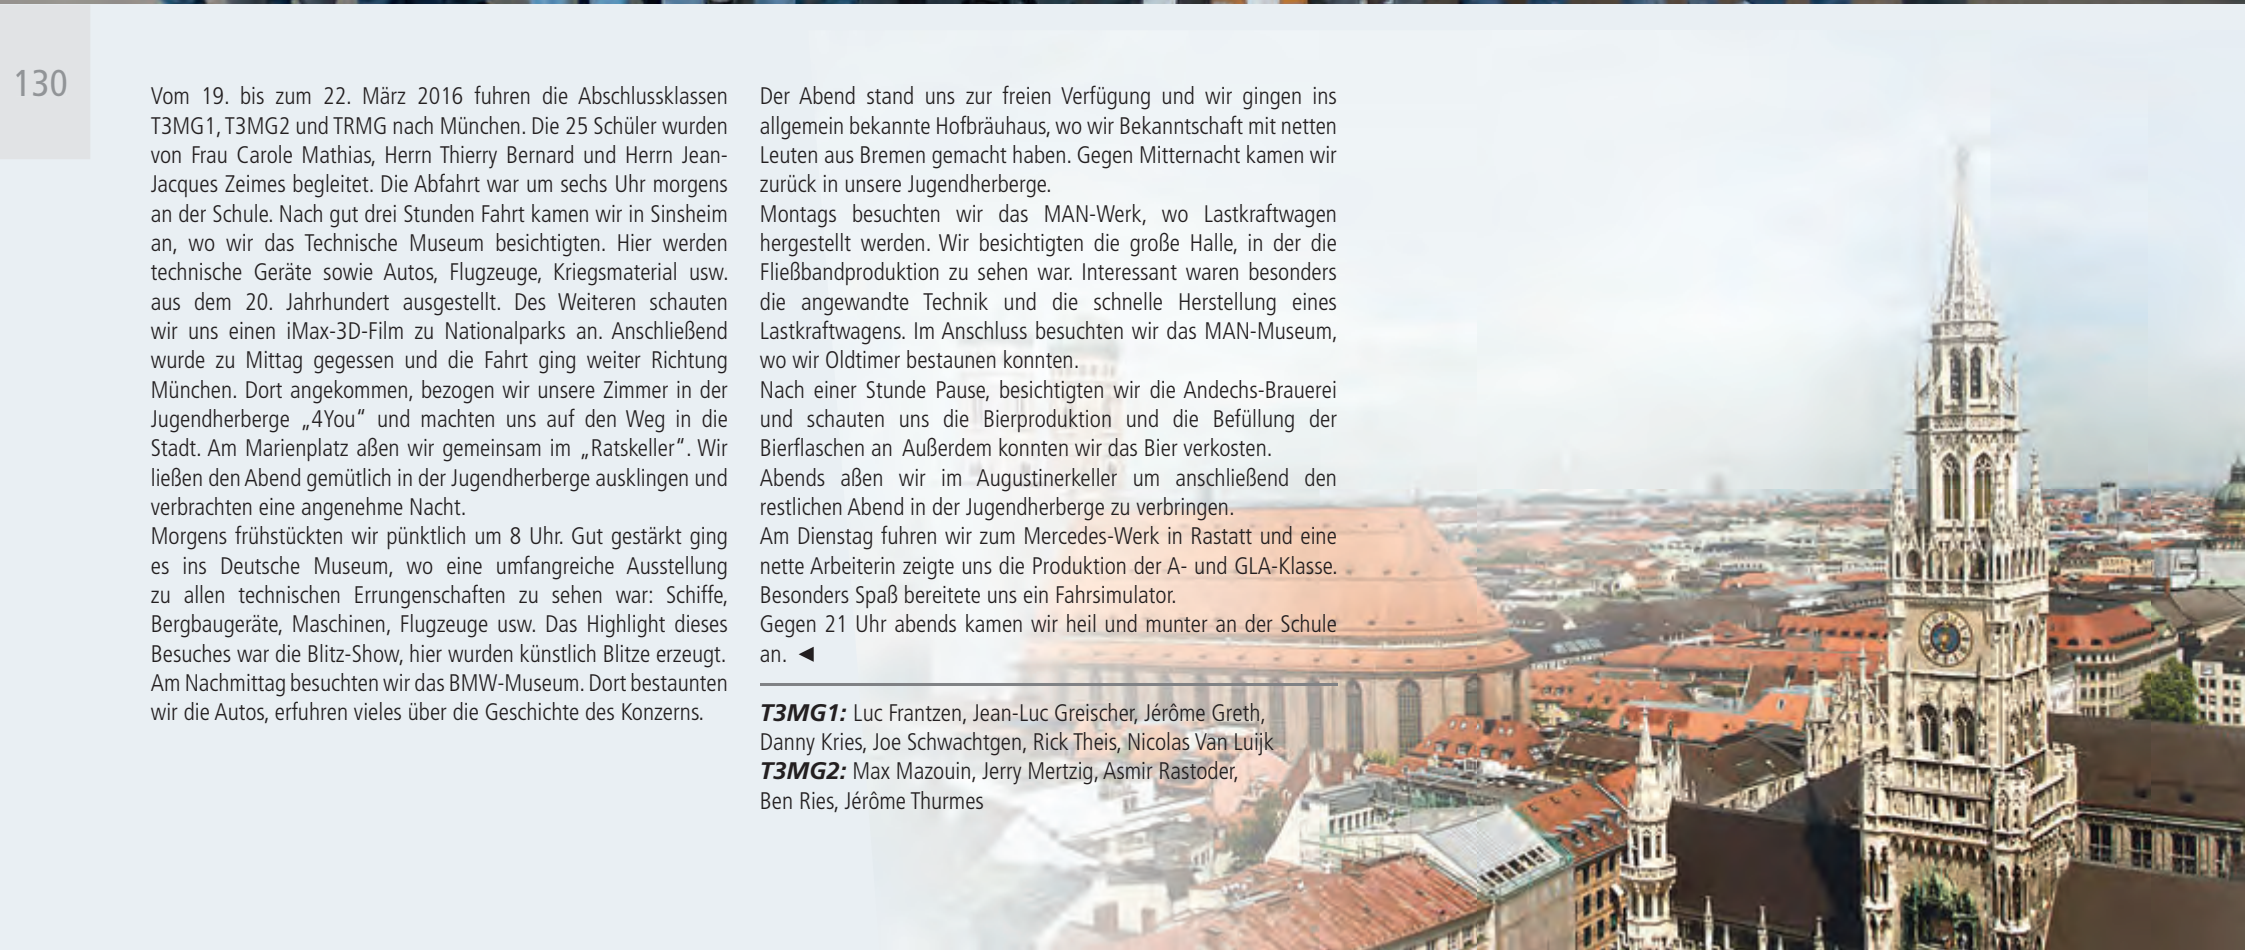 130
Vom 19. bis zum 22. März 2016 fuhren die Abschlussklassen
T3MG1, T3MG2 und TRMG nach München. Die 25 Schüler wurden
von Frau Carole Mathias, Herrn Thierry Bernard und Herrn Jean-
Jacques Zeimes begleitet. Die Abfahrt war um sechs Uhr morgens
an der Schule. Nach gut drei Stunden Fahrt kamen wir in Sinsheim
an, wo wir das Technische Museum besichtigten. Hier werden
technische Geräte sowie Autos, Flugzeuge, Kriegsmaterial usw.
aus dem 20. Jahrhundert ausgestellt. Des Weiteren schauten
wir uns einen iMax-3D-Film zu Nationalparks an. Anschließend
wurde zu Mittag gegessen und die Fahrt ging weiter Richtung
München. Dort angekommen, bezogen wir unsere Zimmer in der
Jugendherberge „4You“ und machten uns auf den Weg in die
Stadt. Am Marienplatz aßen wir gemeinsam im „Ratskeller“. Wir
ließen den Abend gemütlich in der Jugendherberge ausklingen und
verbrachten eine angenehme Nacht.
Morgens frühstückten wir pünktlich um 8 Uhr. Gut gestärkt ging
es ins Deutsche Museum, wo eine umfangreiche Ausstellung
zu allen technischen Errungenschaften zu sehen war: Schiffe,
Bergbaugeräte, Maschinen, Flugzeuge usw. Das Highlight dieses
Besuches war die Blitz-Show, hier wurden künstlich Blitze erzeugt.
Am Nachmittag besuchten wir das BMW-Museum. Dort bestaunten
wir die Autos, erfuhren vieles über die Geschichte des Konzerns.
Der Abend stand uns zur freien Verfügung und wir gingen ins
allgemein bekannte Hofbräuhaus, wo wir Bekanntschaft mit netten
Leuten aus Bremen gemacht haben. Gegen Mitternacht kamen wir
zurück in unsere Jugendherberge.
Montags besuchten wir das MAN-Werk, wo Lastkraftwagen
hergestellt werden. Wir besichtigten die große Halle, in der die
Fließbandproduktion zu sehen war. Interessant waren besonders
die angewandte Technik und die schnelle Herstellung eines
Lastkraftwagens. Im Anschluss besuchten wir das MAN-Museum,
wo wir Oldtimer bestaunen konnten.
Nach einer Stunde Pause, besichtigten wir die Andechs-Brauerei
und schauten uns die Bierproduktion und die Befüllung der
Bierflaschen an Außerdem konnten wir das Bier verkosten.
Abends aßen wir im Augustinerkeller um anschließend den
restlichen Abend in der Jugendherberge zu verbringen.
Am Dienstag fuhren wir zum Mercedes-Werk in Rastatt und eine
nette Arbeiterin zeigte uns die Produktion der A- und GLA-Klasse.
Besonders Spaß bereitete uns ein Fahrsimulator.
Gegen 21 Uhr abends kamen wir heil und munter an der Schule
an. ◄
T3MG1: Luc Frantzen, Jean-Luc Greischer, Jérôme Greth,
Danny Kries, Joe Schwachtgen, Rick Theis, Nicolas Van Luijk
T3MG2: Max Mazouin, Jerry Mertzig, Asmir Rastoder,
Ben Ries, Jérôme Thurmes